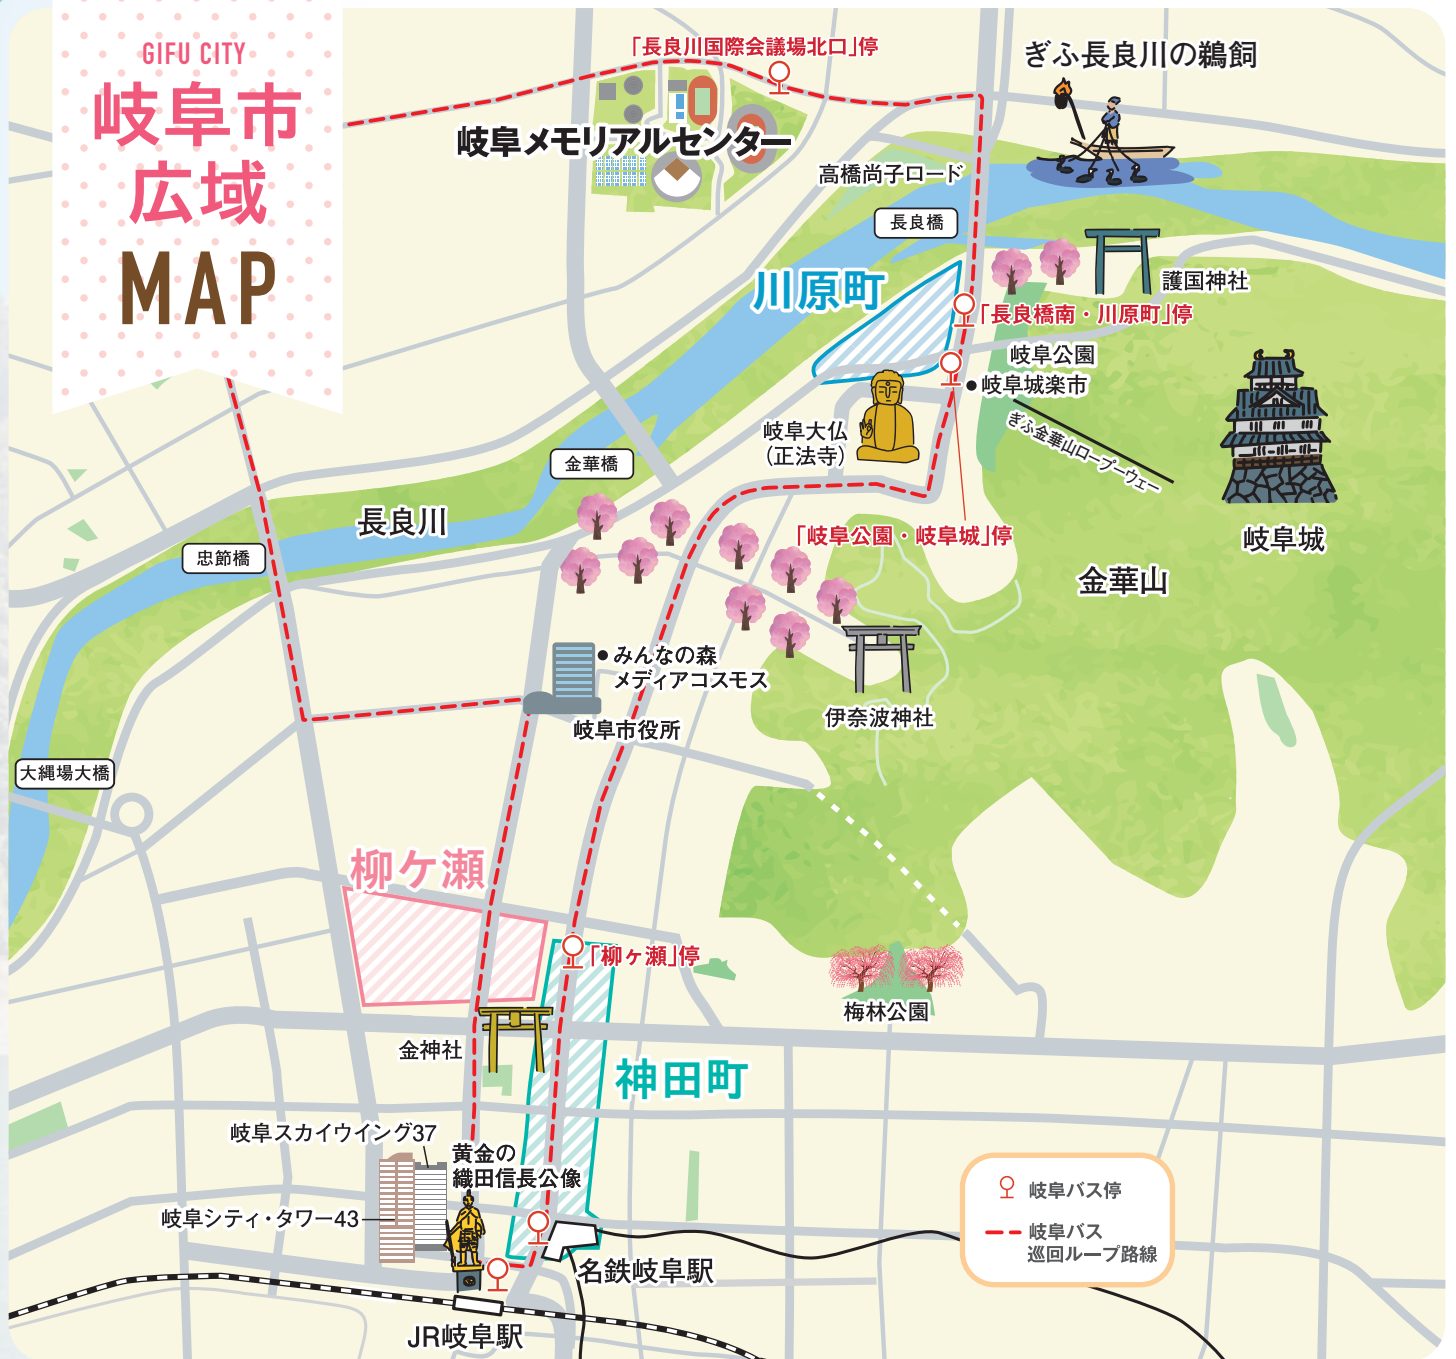 GIFU CITY
岐阜市
広域
MAP
「長良川国際会議場北口」停
ぎふ長良川の鵜飼
岐阜メモリアルセンター
高橋尚子ロード
長良橋
川原町
護国神社
「長良橋南・川原町」停
岐阜公園
岐阜城楽市
ぎふ金華山ロープーウェー
岐阜大仏
(正法寺)
金華橋
長良川
「岐阜公園・岐阜城」停
岐阜城
忠節橋
金華山
みんなの森
メディアコスモス
伊奈波神社
岐阜市役所
大縄場大橋
柳ケ瀬
「柳ヶ瀬」停
梅林公園
金神社
神田町
岐阜スカイウイング37
黄金の
織田信長公像
岐阜シティ・タワー43
岐阜バス停
岐阜バス
巡回ループ路線
名鉄岐阜駅
JR岐阜駅